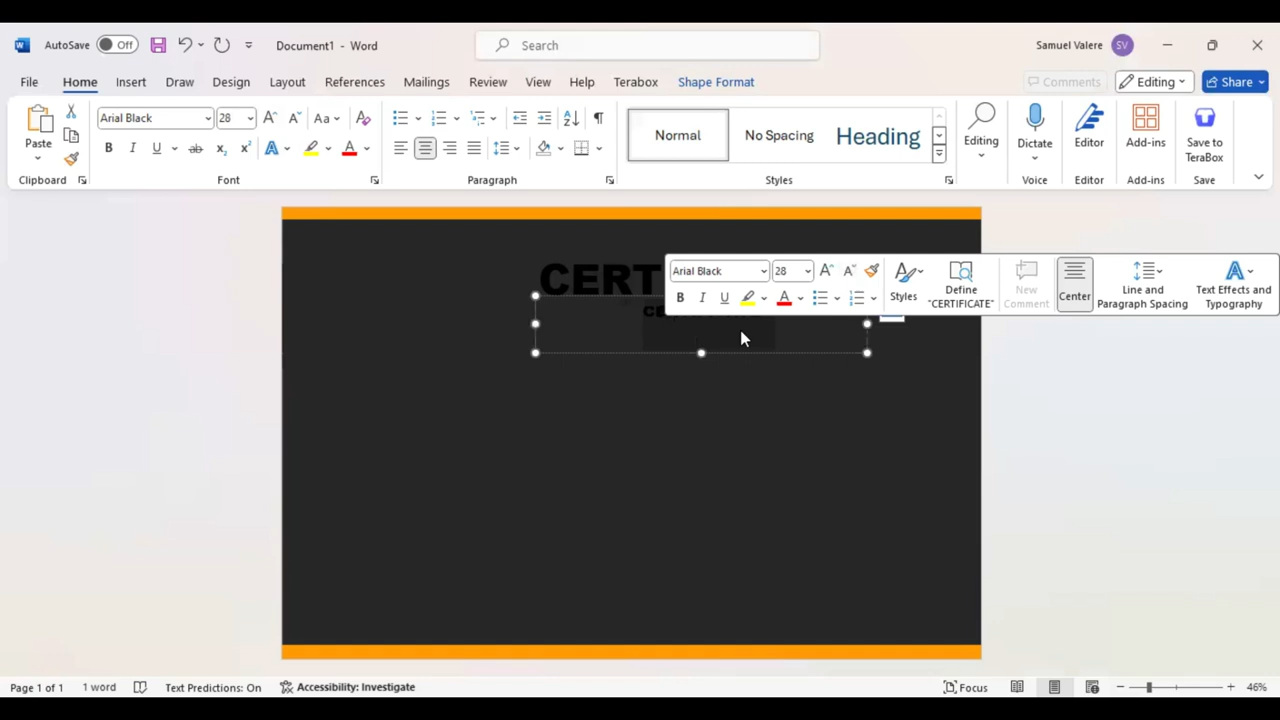 AutoSave Off Document1 - Word Search Samuel Valere SV
File Home Insert Draw Design Layout References Mailings Review View Help Terabox Shape Format Comments Editing Share
Arial Black 28 Aa
Paste
Normal No Spacing Heading
Editing Dictate Editor Add-ins Save to TeraBox
Clipboard Font Paragraph Styles Voice Editor Add-ins Save
Arial Black 28
Styles Define "CERTIFICATE" New Comment Center Line and Paragraph Spacing Text Effects and Typography
CERT
Page 1 of 1 1 word Text Predictions: On Accessibility: Investigate Focus 46%